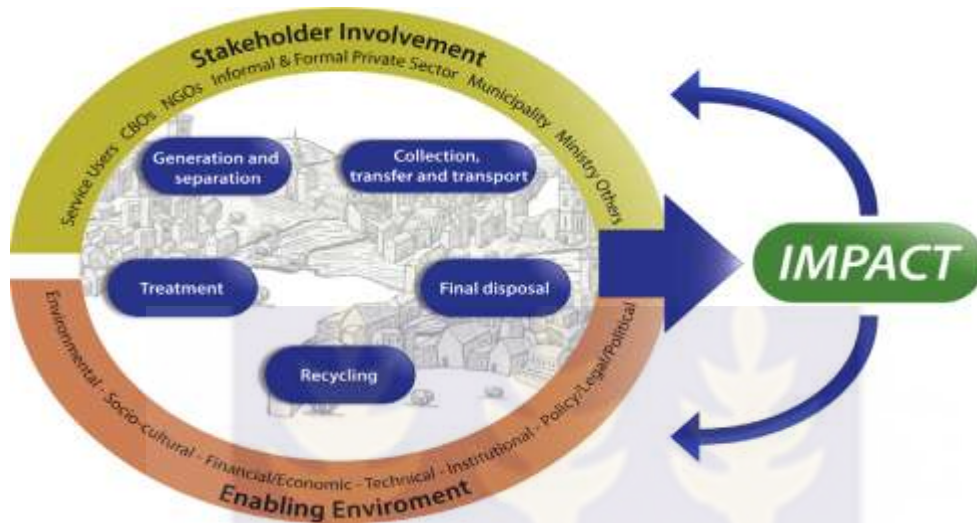 Stakeholder Involvement
Service Users CBOs NGOs Informal & Formal Private Sector Municipality Ministry Others
Generation and
separation
Collection,
transfer and transport
Treatment
Final disposal
Recycling
IMPACT
Environmental - Socio-cultural - Financial/Economic - Technical - Institutional - Policy/Legal/Political
Enabling Enviroment